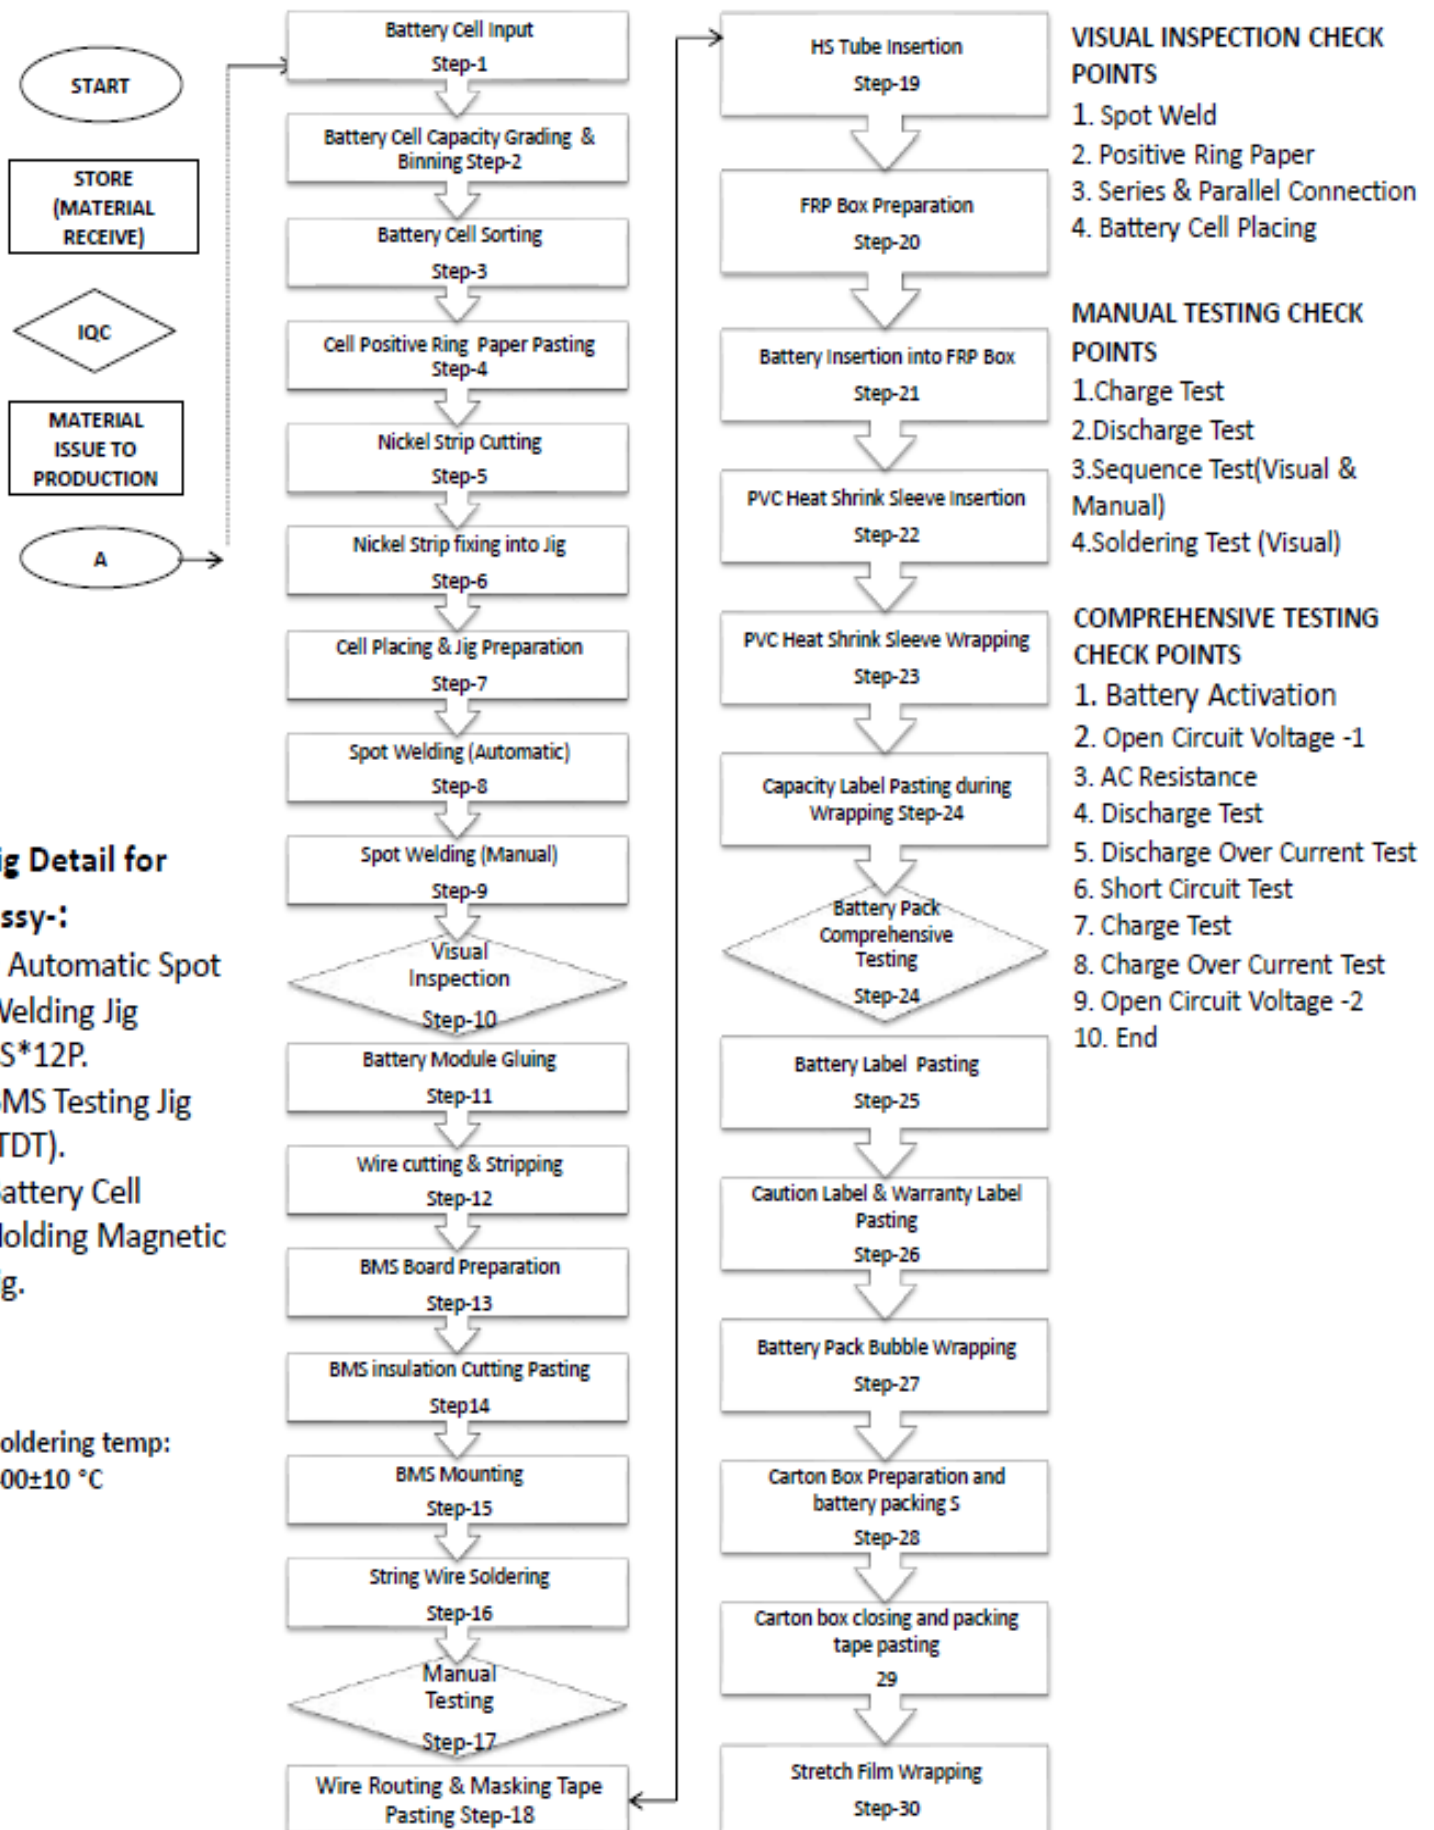 START
STORE
(MATERIAL
RECEIVE)
IQC
MATERIAL
ISSUE TO
PRODUCTION
A
ig Detail for
ssy-:
Automatic Spot
Welding Jig
S*12P.
BMS Testing Jig
TDT).
Battery Cell
Holding Magnetic
ig.
oldering temp:
00±10 °C
Battery Cell Input
Step-1
Battery Cell Capacity Grading &
Binning Step-2
Battery Cell Sorting
Step-3
Cell Positive Ring Paper Pasting
Step-4
Nickel Strip Cutting
Step-5
Nickel Strip fixing into Jig
Step-6
Cell Placing & Jig Preparation
Step-7
Spot Welding (Automatic)
Step-8
Spot Welding (Manual)
Step-9
Visual
Inspection
Step-10
Battery Module Gluing
Step-11
Wire cutting & Stripping
Step-12
BMS Board Preparation
Step-13
BMS insulation Cutting Pasting
Step14
BMS Mounting
Step-15
String Wire Soldering
Step-16
Manual
Testing
Step-17
Wire Routing & Masking Tape
Pasting Step-18
HS Tube Insertion
Step-19
FRP Box Preparation
Step-20
Battery Insertion into FRP Box
Step-21
PVC Heat Shrink Sleeve Insertion
Step-22
PVC Heat Shrink Sleeve Wrapping
Step-23
Capacity Label Pasting during
Wrapping Step-24
Battery Pack
Comprehensive
Testing
Step-24
Battery Label Pasting
Step-25
Caution Label & Warranty Label
Pasting
Step-26
Battery Pack Bubble Wrapping
Step-27
Carton Box Preparation and
battery packing S
Step-28
Carton box closing and packing
tape pasting
29
Stretch Film Wrapping
Step-30
VISUAL INSPECTION CHECK
POINTS
1. Spot Weld
2. Positive Ring Paper
3. Series & Parallel Connection
4. Battery Cell Placing
MANUAL TESTING CHECK
POINTS
1.Charge Test
2.Discharge Test
3.Sequence Test(Visual &
Manual)
4.Soldering Test (Visual)
COMPREHENSIVE TESTING
CHECK POINTS
1. Battery Activation
2. Open Circuit Voltage -1
3. AC Resistance
4. Discharge Test
5. Discharge Over Current Test
6. Short Circuit Test
7. Charge Test
8. Charge Over Current Test
9. Open Circuit Voltage -2
10. End